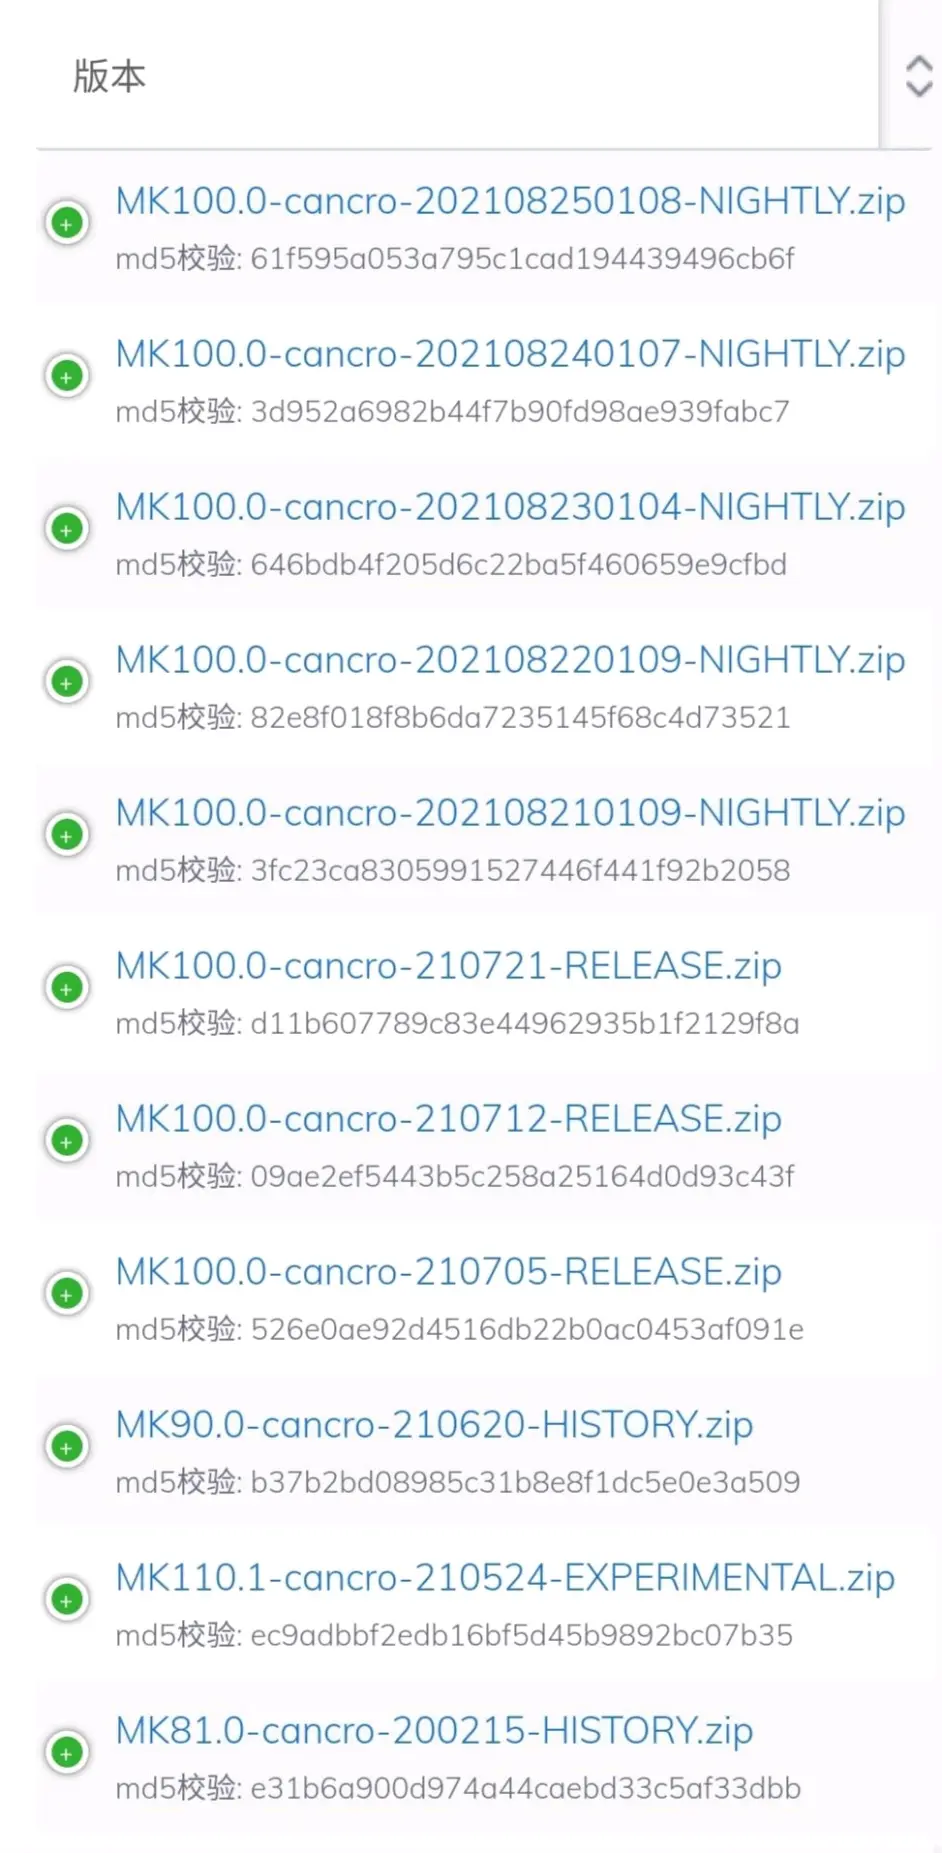 版本
MK100.0-cancro-202108250108-NIGHTLY.zip
md5校验: 61f595a053a795c1cad194439496cb6f
MK100.0-cancro-202108240107-NIGHTLY.zip
md5校验: 3d952a6982b44f7b90fd98ae939fabc7
MK100.0-cancro-202108230104-NIGHTLY.zip
md5校验: 646bdb4f205d6c22ba5f460659e9cfbd
MK100.0-cancro-202108220109-NIGHTLY.zip
md5校验: 82e8f018f8b6da7235145f68c4d73521
MK100.0-cancro-202108210109-NIGHTLY.zip
md5校验: 3fc23ca8305991527446f441f92b2058
MK100.0-cancro-210721-RELEASE.zip
md5校验: d11b607789c83e44962935b1f2129f8a
MK100.0-cancro-210712-RELEASE.zip
md5校验: 09ae2ef5443b5c258a25164d0d93c43f
MK100.0-cancro-210705-RELEASE.zip
md5校验: 526e0ae92d4516db22b0ac0453af091e
MK90.0-cancro-210620-HISTORY.zip
md5校验: b37b2bd08985c31b8e8f1dc5e0e3a509
MK110.1-cancro-210524-EXPERIMENTAL.zip
md5校验: ec9adbbf2edb16bf5d45b9892bc07b35
MK81.0-cancro-200215-HISTORY.zip
md5校验: e31b6a900d974a44caebd33c5af33dbb